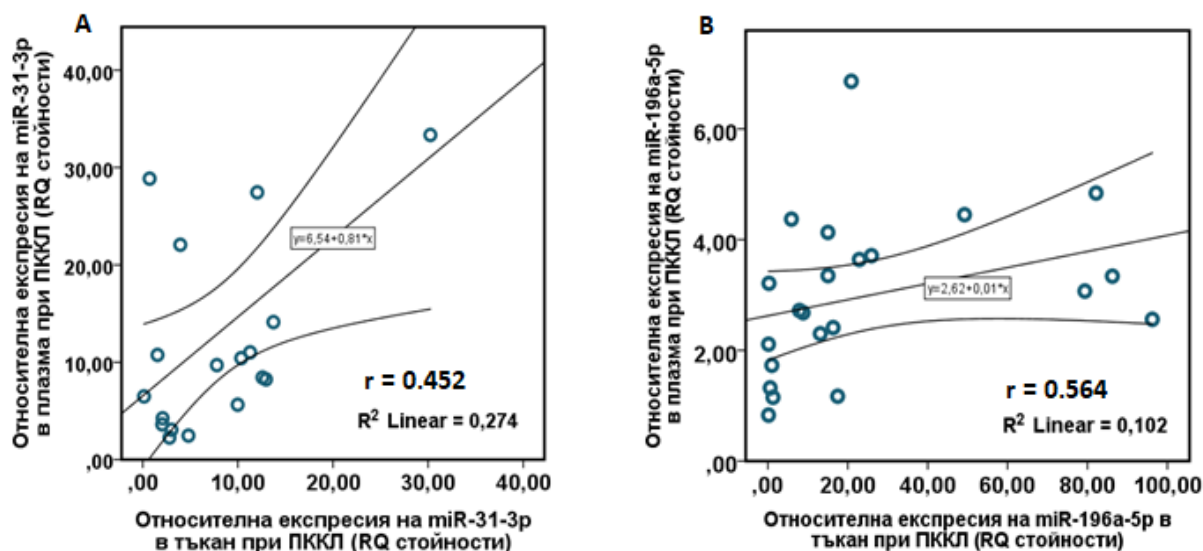 A
Относителна експресия на miR-31-3p
в плазма при ПККЛ (RQ стойности)
40,00
30,00
20,00
10,00
,00
y=6,54+0,81*x
r = 0.452
R² Linear = 0,274
,00 10,00 20,00 30,00 40,00
Относителна експресия на miR-31-3p
в тъкан при ПККЛ (RQ стойности)
B
Относителна експресия на miR-196a-5p
в плазма при ПККЛ (RQ стойности)
6,00
4,00
2,00
,00
y=2,62+0,01*x
r = 0.564
R² Linear = 0,102
,00 20,00 40,00 60,00 80,00 100,00
Относителна експресия на miR-196a-5p в
тъкан при ПККЛ (RQ стойности)